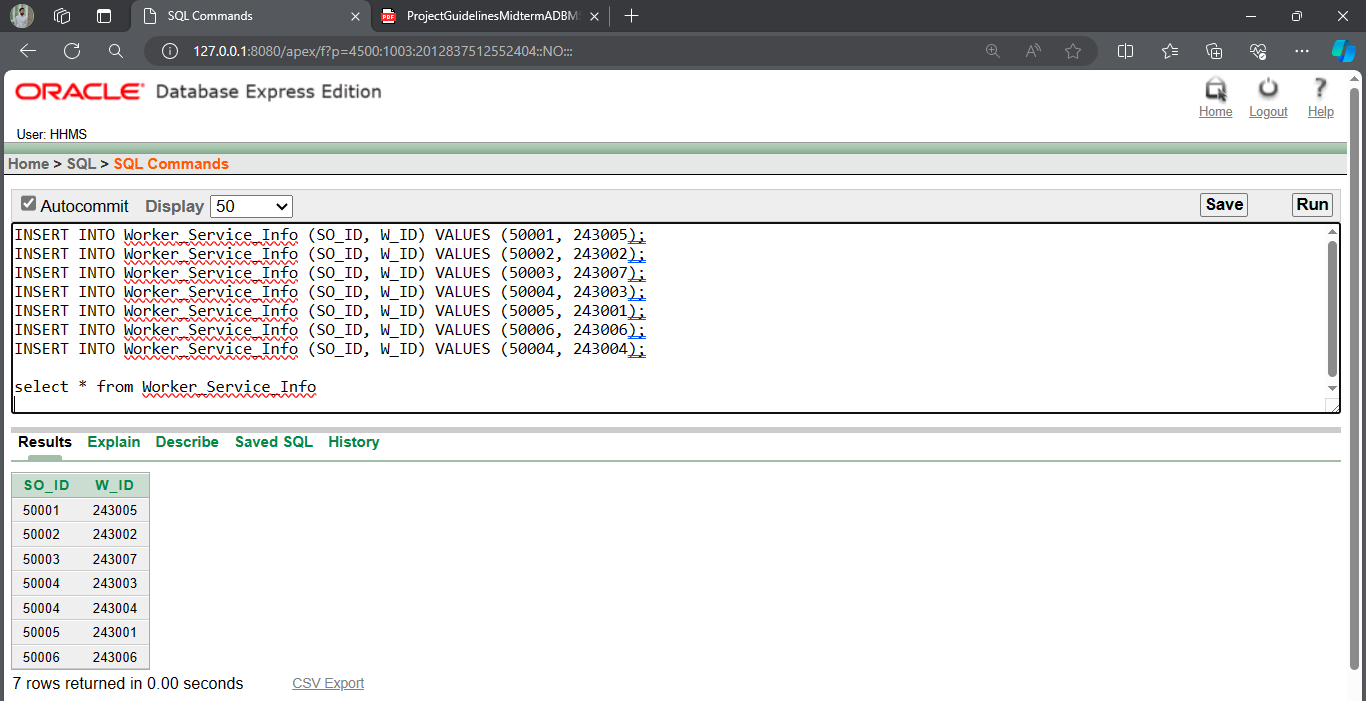 SQL Commands
ProjectGuidelinesMidtermADBM
127.0.0.1:8080/apex/f?p=4500:1003:2012837512552404::NO:::
ORACLE Database Express Edition
Home Logout Help
User: HHMS
Home > SQL > SQL Commands
Autocommit Display 50 Save Run
INSERT INTO Worker_Service_Info (SO_ID, W_ID) VALUES (50001, 243005);
INSERT INTO Worker_Service_Info (SO_ID, W_ID) VALUES (50002, 243002);
INSERT INTO Worker_Service_Info (SO_ID, W_ID) VALUES (50003, 243007);
INSERT INTO Worker_Service_Info (SO_ID, W_ID) VALUES (50004, 243003);
INSERT INTO Worker_Service_Info (SO_ID, W_ID) VALUES (50005, 243001);
INSERT INTO Worker_Service_Info (SO_ID, W_ID) VALUES (50006, 243006);
INSERT INTO Worker_Service_Info (SO_ID, W_ID) VALUES (50004, 243004);
select * from Worker_Service_Info
Results Explain Describe Saved SQL History
SO_ID W_ID
50001 243005
50002 243002
50003 243007
50004 243003
50004 243004
50005 243001
50006 243006
7 rows returned in 0.00 seconds CSV Export